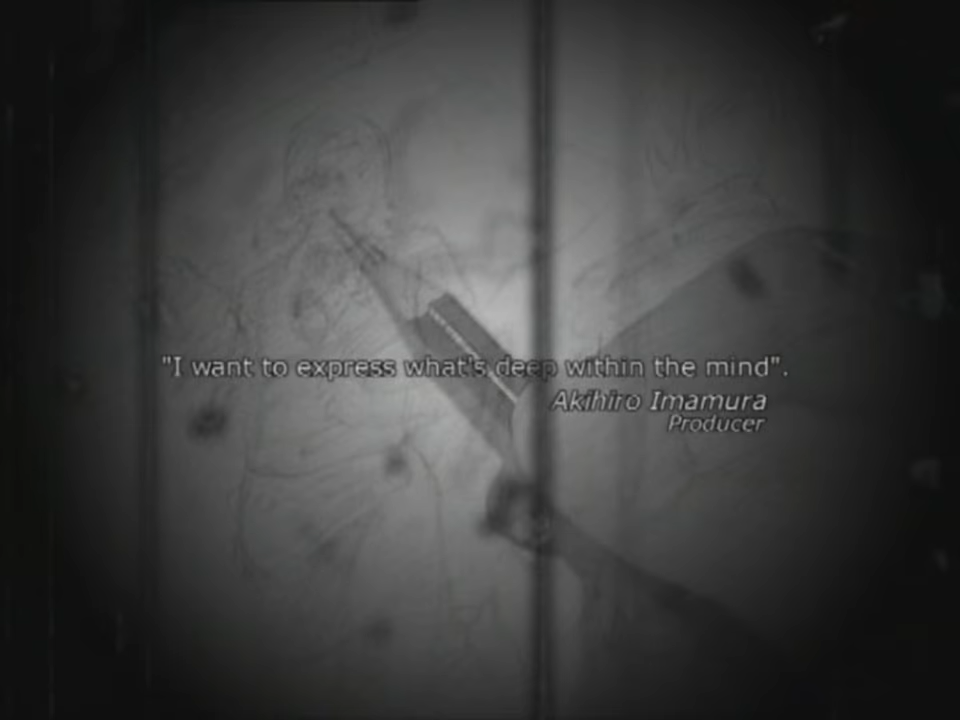 "I want to express what's deep within the mind".
Akihiro Imamura
Producer